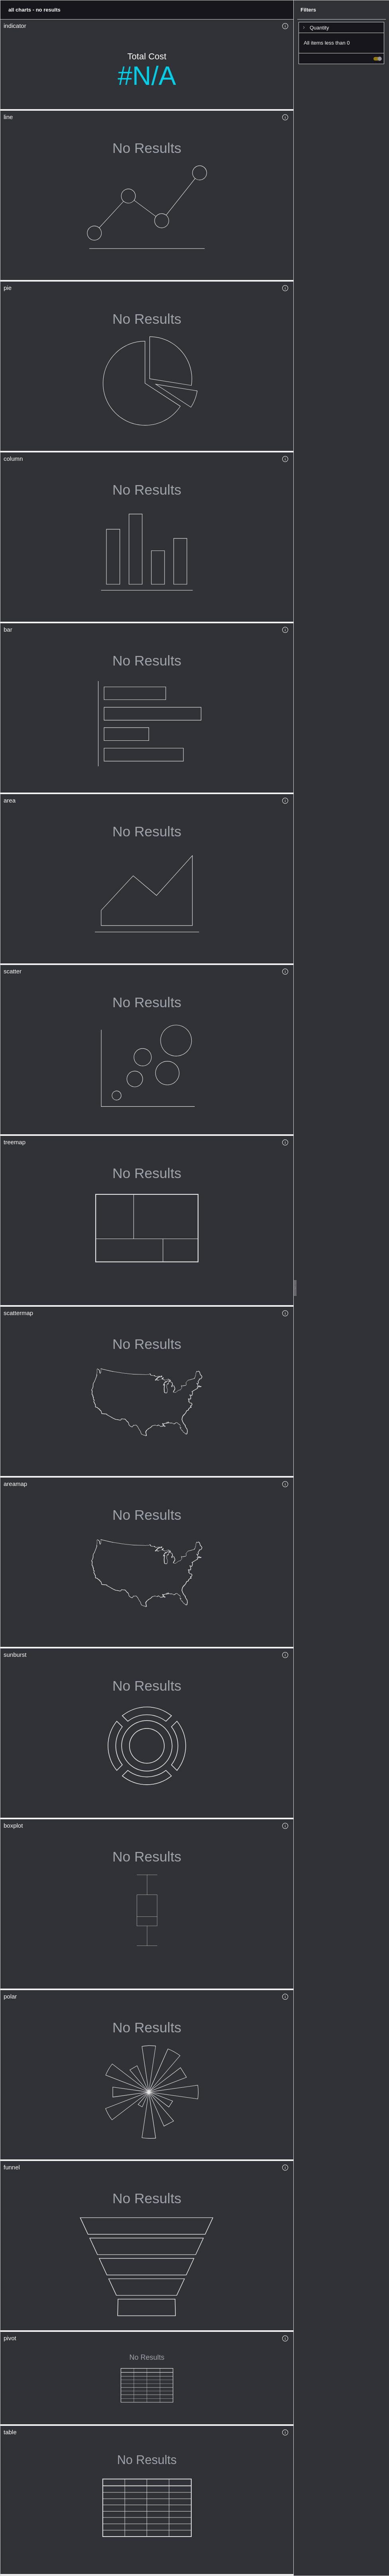 all charts - no results
Filters
indicator
Quantity
All items less than 0
Total Cost
#N/A
line
No Results
pie
No Results
column
No Results
bar
No Results
area
No Results
scatter
No Results
treemap
No Results
scattermap
No Results
areamap
No Results
sunburst
No Results
boxplot
No Results
polar
No Results
funnel
No Results
pivot
No Results
table
No Results